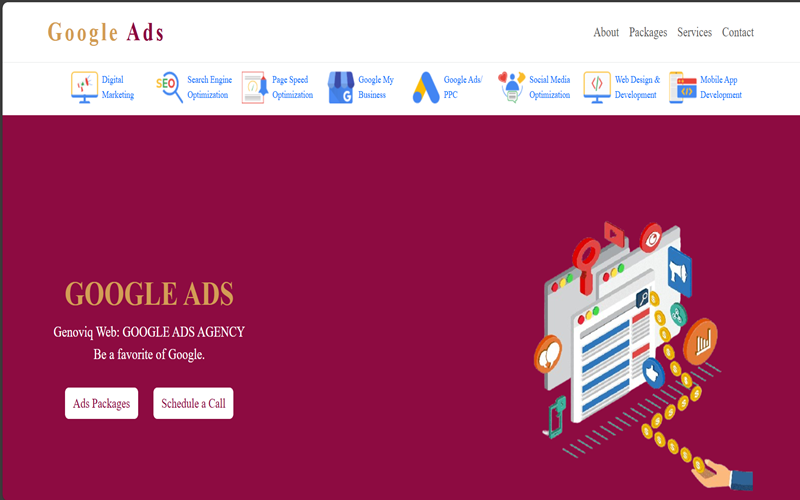 Google Ads
About Packages Services Contact
Digital Marketing
Search Engine Optimization
Page Speed Optimization
Google My Business
Google Ads/ PPC
Social Media Optimization
Web Design & Development
Mobile App Development
SEO
GOOGLE ADS
Genoviq Web: GOOGLE ADS AGENCY
Be a favorite of Google.
Ads Packages
Schedule a Call